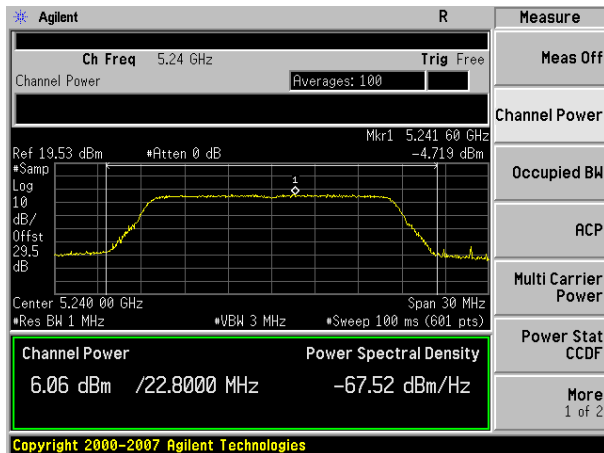 Agilent R
Measure
Ch Freq 5.24 GHz Trig Free
Channel Power Averages: 100
Mkr1 5.241 60 GHz
Ref 19.53 dBm #Atten 0 dB -4.719 dBm
#Samp
Log
10
dB/
Offst
29.5
dB
1
Center 5.240 00 GHz Span 30 MHz
#Res BW 1 MHz #VBW 3 MHz #Sweep 100 ms (601 pts)
Channel Power Power Spectral Density
6.06 dBm /22.8000 MHz -67.52 dBm/Hz
Copyright 2000-2007 Agilent Technologies
Meas Off
Channel Power
Occupied BW
ACP
Multi Carrier
Power
Power Stat
CCDF
More
1 of 2